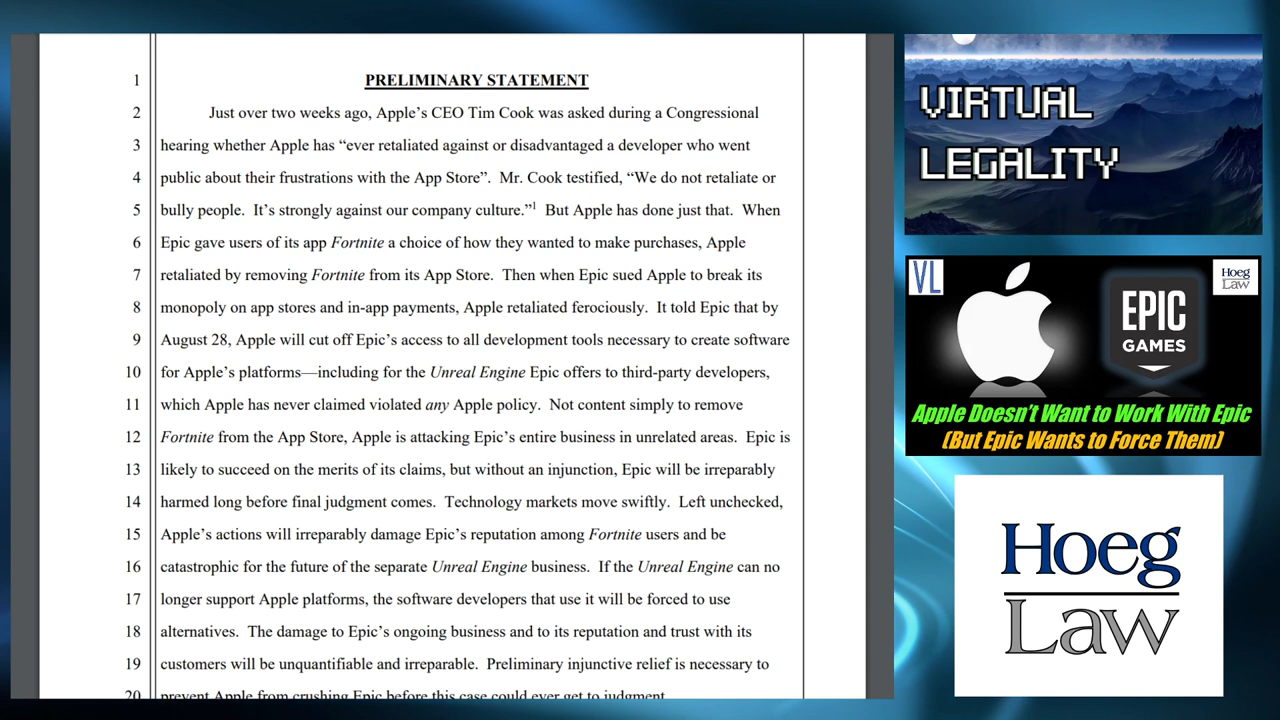 1 PRELIMINARY STATEMENT
2 Just over two weeks ago, Apple’s CEO Tim Cook was asked during a Congressional
3 hearing whether Apple has “ever retaliated against or disadvantaged a developer who went
4 public about their frustrations with the App Store”. Mr. Cook testified, “We do not retaliate or
5 bully people. It’s strongly against our company culture.”1 But Apple has done just that. When
6 Epic gave users of its app Fortnite a choice of how they wanted to make purchases, Apple
7 retaliated by removing Fortnite from its App Store. Then when Epic sued Apple to break its
8 monopoly on app stores and in-app payments, Apple retaliated ferociously. It told Epic that by
9 August 28, Apple will cut off Epic’s access to all development tools necessary to create software
10 for Apple’s platforms—including for the Unreal Engine Epic offers to third-party developers,
11 which Apple has never claimed violated any Apple policy. Not content simply to remove
12 Fortnite from the App Store, Apple is attacking Epic’s entire business in unrelated areas. Epic is
13 likely to succeed on the merits of its claims, but without an injunction, Epic will be irreparably
14 harmed long before final judgment comes. Technology markets move swiftly. Left unchecked,
15 Apple’s actions will irreparably damage Epic’s reputation among Fortnite users and be
16 catastrophic for the future of the separate Unreal Engine business. If the Unreal Engine can no
17 longer support Apple platforms, the software developers that use it will be forced to use
18 alternatives. The damage to Epic’s ongoing business and to its reputation and trust with its
19 customers will be unquantifiable and irreparable. Preliminary injunctive relief is necessary to
20 prevent Apple from crushing Epic before this case could ever get to judgment.
VIRTUAL
LEGALITY
VL
Hoeg
Law
EPIC
GAMES
Apple Doesn't Want to Work With Epic
(But Epic Wants to Force Them)
Hoeg
Law